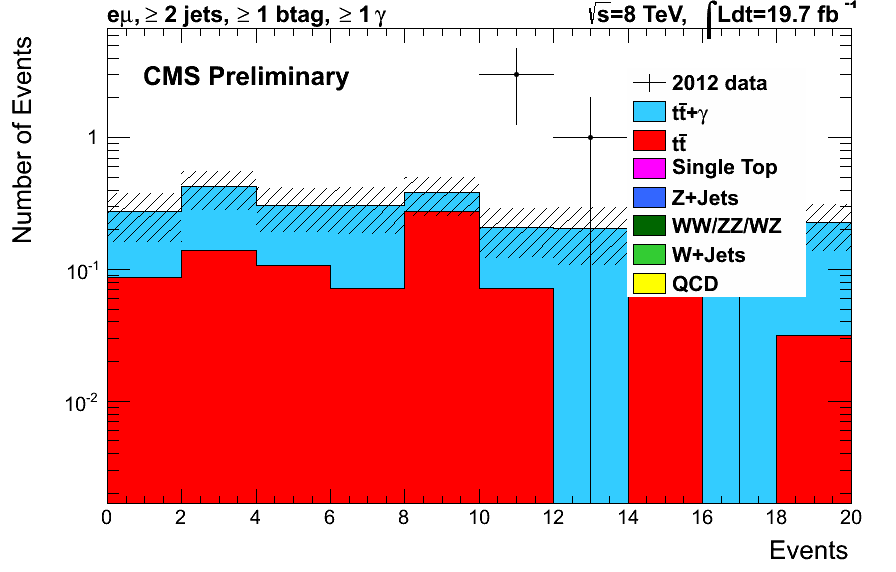 eμ, ≥ 2 jets, ≥ 1 btag, ≥ 1 γ
√s=8 TeV, ∫Ldt=19.7 fb⁻¹
CMS Preliminary
Number of Events
2012 data
tt̄+γ
tt̄
Single Top
Z+Jets
WW/ZZ/WZ
W+Jets
QCD
1
10⁻¹
10⁻²
0 2 4 6 8 10 12 14 16 18 20
Events